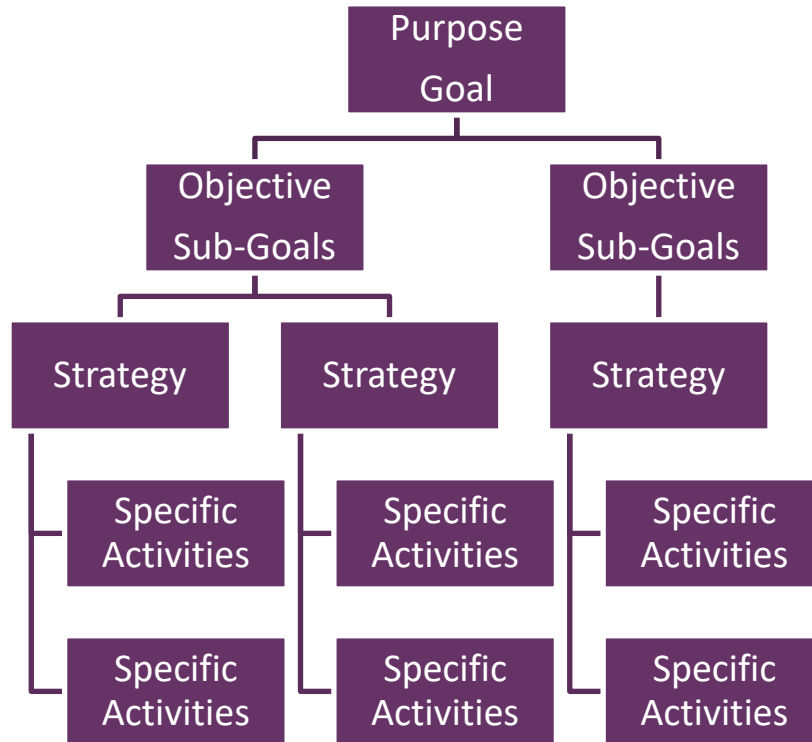 Purpose
Goal
Objective
Sub-Goals
Objective
Sub-Goals
Strategy
Strategy
Strategy
Specific
Activities
Specific
Activities
Specific
Activities
Specific
Activities
Specific
Activities
Specific
Activities